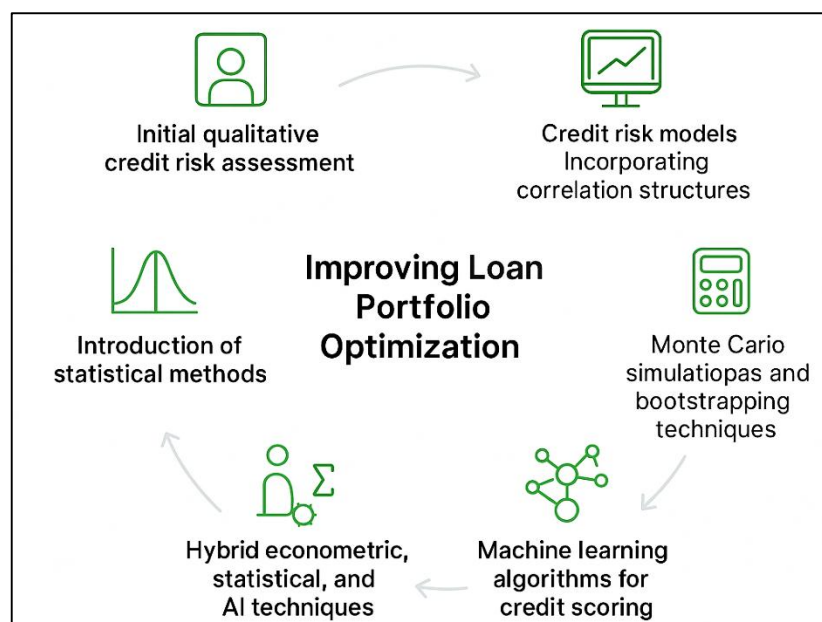 Initial qualitative
credit risk assessment
Credit risk models
Incorporating
correlation structures
Improving Loan
Portfolio
Optimization
Monte Cario
simulatiopas and
bootstrapping
techniques
Machine learning
algorithms for
credit scoring
Hybrid econometric,
statistical, and
AI techniques
Introduction of
statistical methods